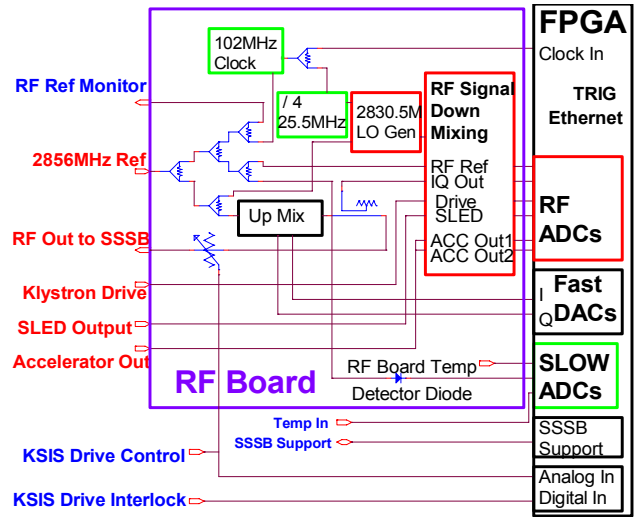 FPGA
102MHz
Clock
Clock In
RF Ref Monitor
/ 4
25.5MHz
2830.5M
LO Gen
RF Signal
Down
Mixing
TRIG
Ethernet
2856MHz Ref
RF Ref
IQ Out
Drive
SLED
ACC Out1
ACC Out2
RF
ADCs
Up Mix
RF Out to SSSB
Klystron Drive
I
Q
Fast
DACs
SLED Output
Accelerator Out
RF Board
RF Board Temp
Detector Diode
SLOW
ADCs
Temp In
SSSB Support
SSSB
Support
KSIS Drive Control
Analog In
Digital In
KSIS Drive Interlock